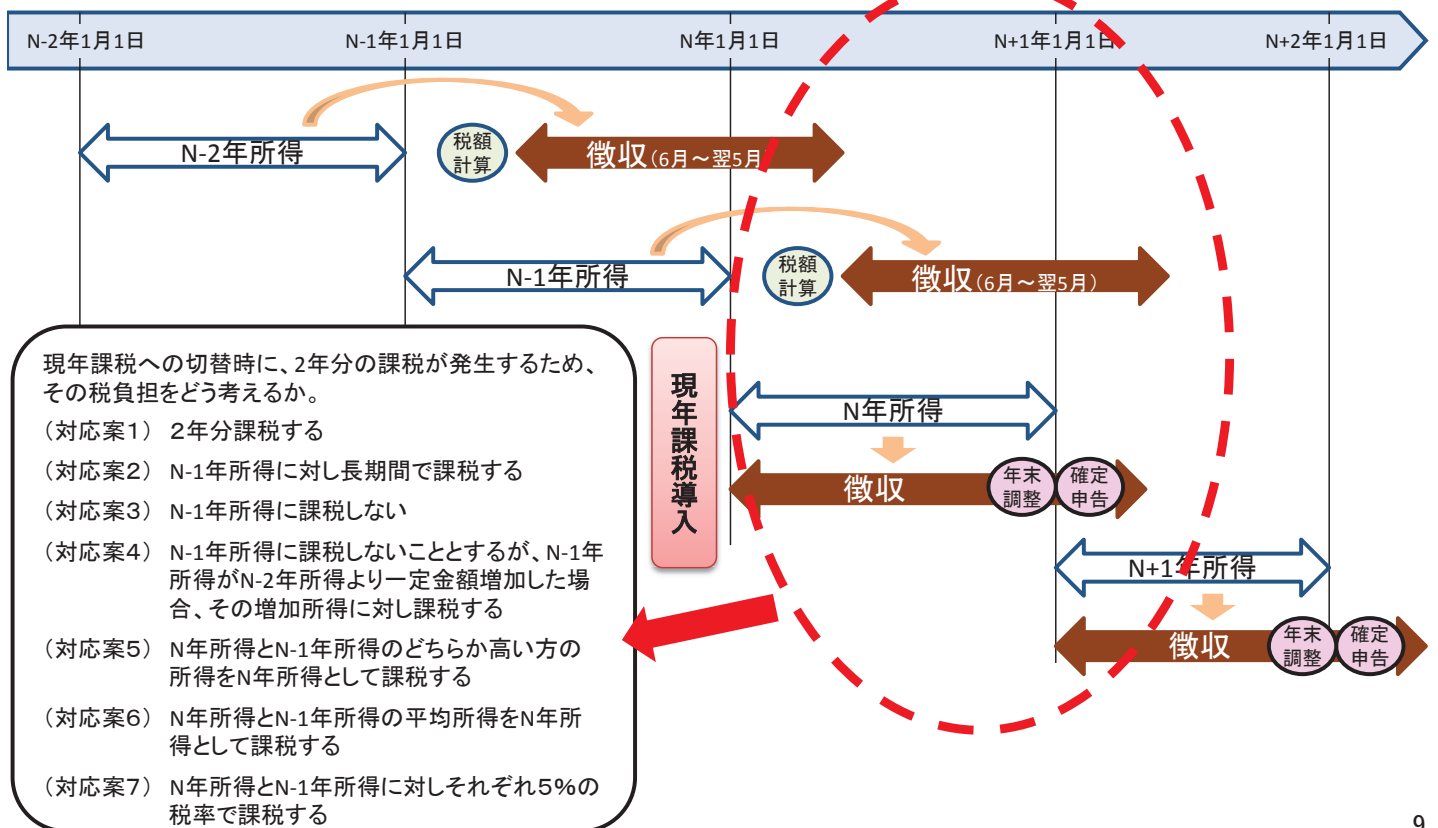 N-2年1月1日
N-1年1月1日
N年1月1日
N+1年1月1日
N+2年1月1日
N-2年所得
税額
計算
徴収(6月~翌5月
N-1年所得
税額
計算
徴収(6月~翌5月)
現年課税への切替時に、2年分の課税が発生するため、
その税負担をどう考えるか。
(対応案1) 2年分課税する
(対応案2) N-1年所得に対し長期間で課税する
(対応案3) N-1年所得に課税しない
(対応案4) N-1年所得に課税しないこととするが、N-1年
所得がN-2年所得より一定金額増加した場
合、その増加所得に対し課税する
(対応案5) N年所得とN-1年所得のどちらか高い方の
所得をN年所得として課税する
(対応案6) N年所得とN-1年所得の平均所得をN年所
得として課税する
(対応案7) N年所得とN-1年所得に対しそれぞれ5%の
税率で課税する
現年課税導入
N年所得
徴収
年末
調整
確定
申告
N+1年所得
徴収
年末
調整
確定
申告
9